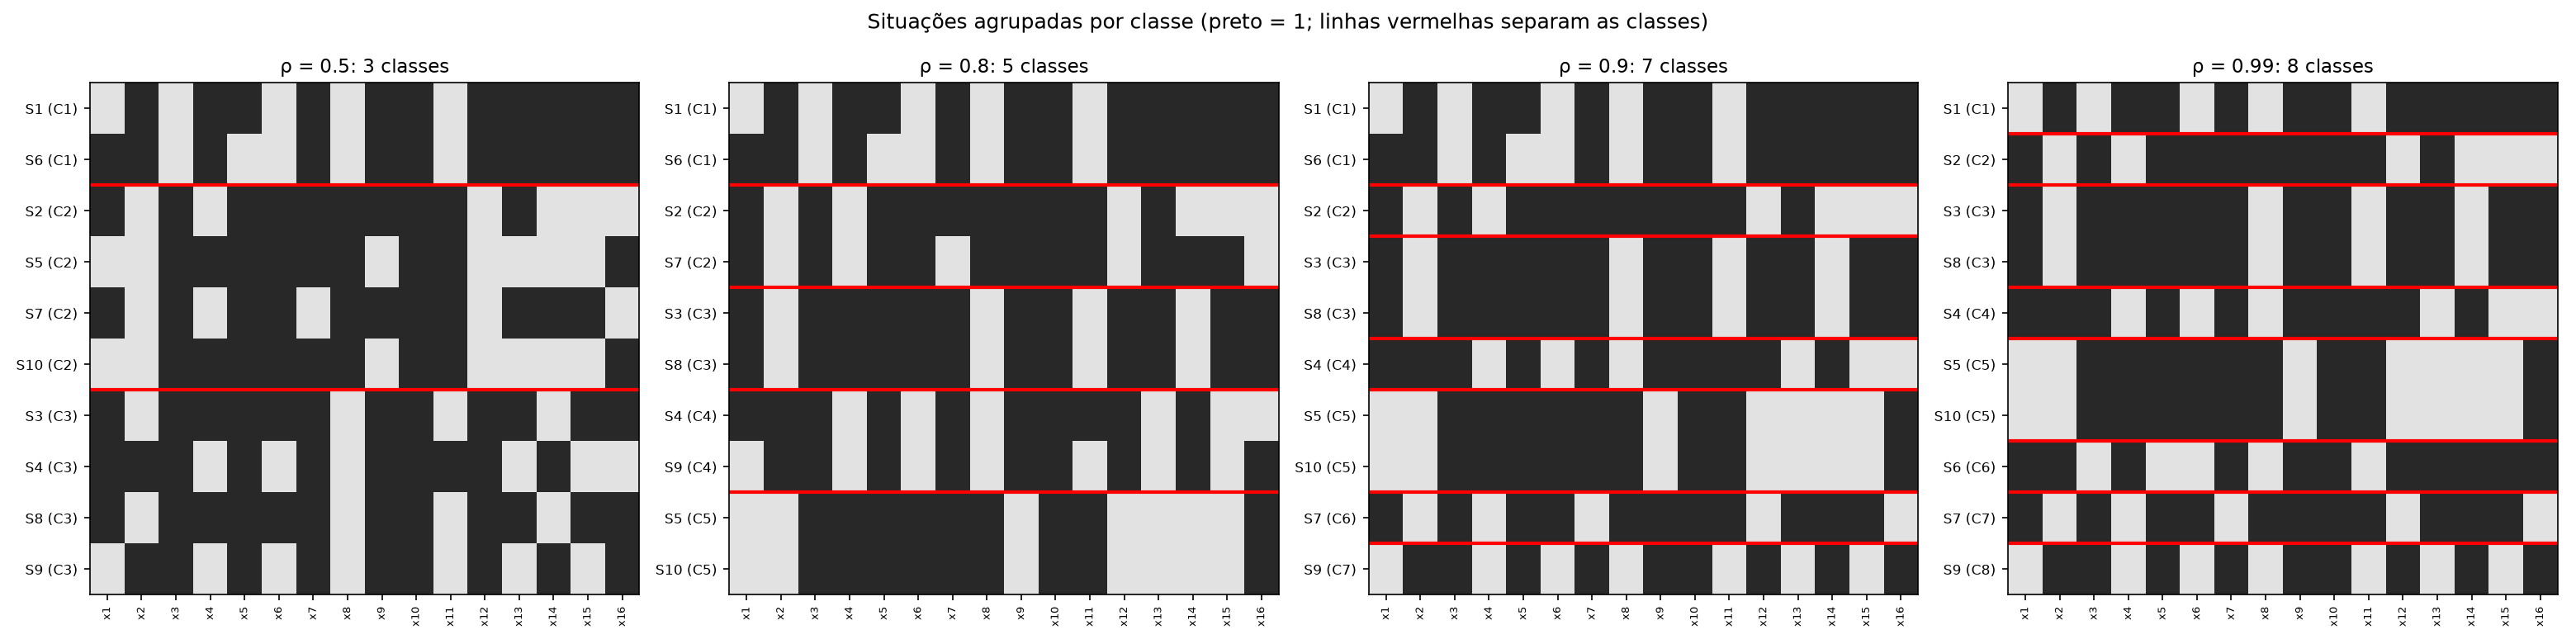 Situações agrupadas por classe (preto = 1; linhas vermelhas separam as classes)
ρ = 0.5: 3 classes
S1 (C1)
S6 (C1)
S2 (C2)
S5 (C2)
S7 (C2)
S10 (C2)
S3 (C3)
S4 (C3)
S8 (C3)
S9 (C3)
x1 x2 x3 x4 x5 x6 x7 x8 x9 x10 x11 x12 x13 x14 x15 x16
ρ = 0.8: 5 classes
S1 (C1)
S6 (C1)
S2 (C2)
S7 (C2)
S3 (C3)
S8 (C3)
S4 (C4)
S9 (C4)
S5 (C5)
S10 (C5)
x1 x2 x3 x4 x5 x6 x7 x8 x9 x10 x11 x12 x13 x14 x15 x16
ρ = 0.9: 7 classes
S1 (C1)
S6 (C1)
S2 (C2)
S3 (C3)
S8 (C3)
S4 (C4)
S5 (C5)
S10 (C5)
S7 (C6)
S9 (C7)
x1 x2 x3 x4 x5 x6 x7 x8 x9 x10 x11 x12 x13 x14 x15 x16
ρ = 0.99: 8 classes
S1 (C1)
S2 (C2)
S3 (C3)
S8 (C3)
S4 (C4)
S5 (C5)
S10 (C5)
S6 (C6)
S7 (C7)
S9 (C8)
x1 x2 x3 x4 x5 x6 x7 x8 x9 x10 x11 x12 x13 x14 x15 x16